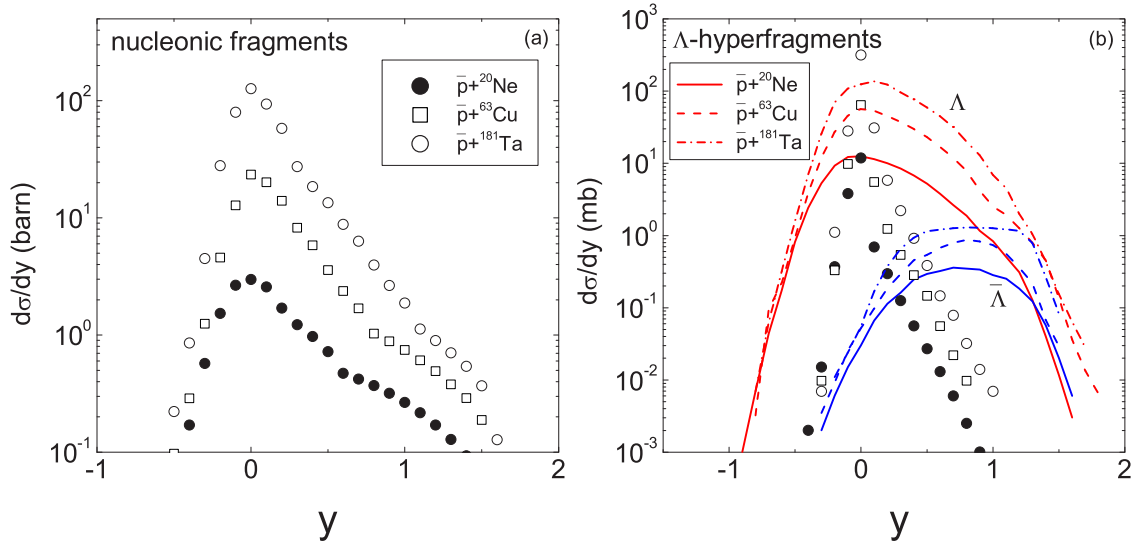 nucleonic fragments
(a)
p̅+²⁰Ne
p̅+⁶³Cu
p̅+¹⁸¹Ta
dσ/dy (barn)
10²
10¹
10⁰
10⁻¹
-1
0
1
2
y
Λ-hyperfragments
(b)
p̅+²⁰Ne
p̅+⁶³Cu
p̅+¹⁸¹Ta
Λ
Λ̅
dσ/dy (mb)
10³
10²
10¹
10⁰
10⁻¹
10⁻²
10⁻³
-1
0
1
2
y